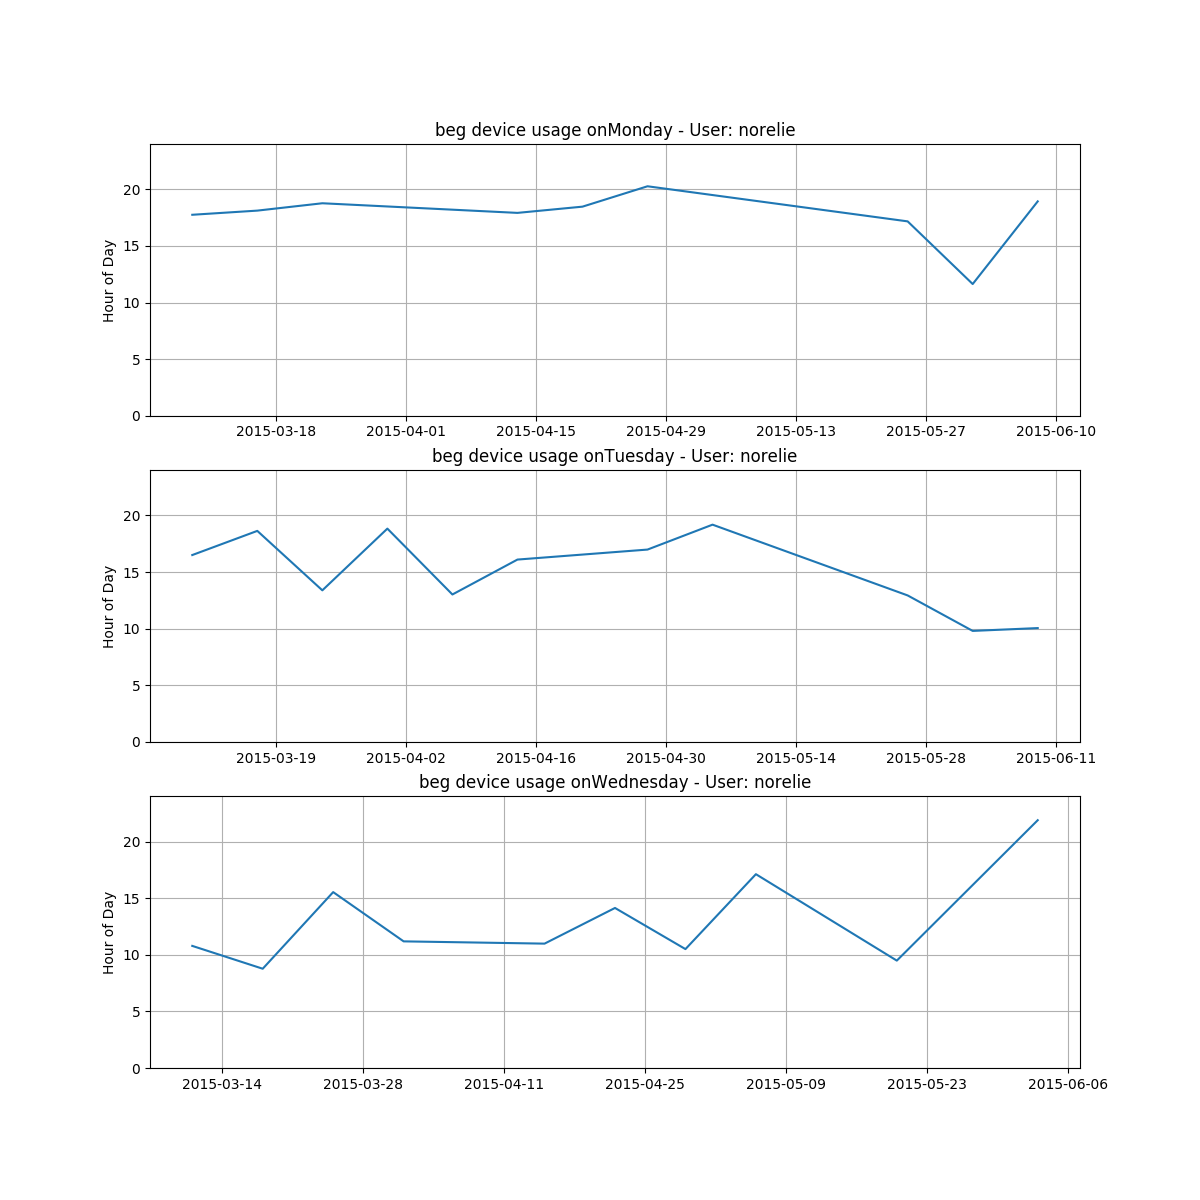 beg device usage onMonday - User: norelie
Hour of Day
20
15
10
5
0
2015-03-18 2015-04-01 2015-04-15 2015-04-29 2015-05-13 2015-05-27 2015-06-10
beg device usage onTuesday - User: norelie
Hour of Day
20
15
10
5
0
2015-03-19 2015-04-02 2015-04-16 2015-04-30 2015-05-14 2015-05-28 2015-06-11
beg device usage onWednesday - User: norelie
Hour of Day
20
15
10
5
0
2015-03-14 2015-03-28 2015-04-11 2015-04-25 2015-05-09 2015-05-23 2015-06-06